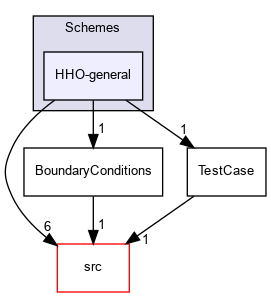 Schemes
HHO-general
1
1
BoundaryConditions
TestCase
6
1
1
src